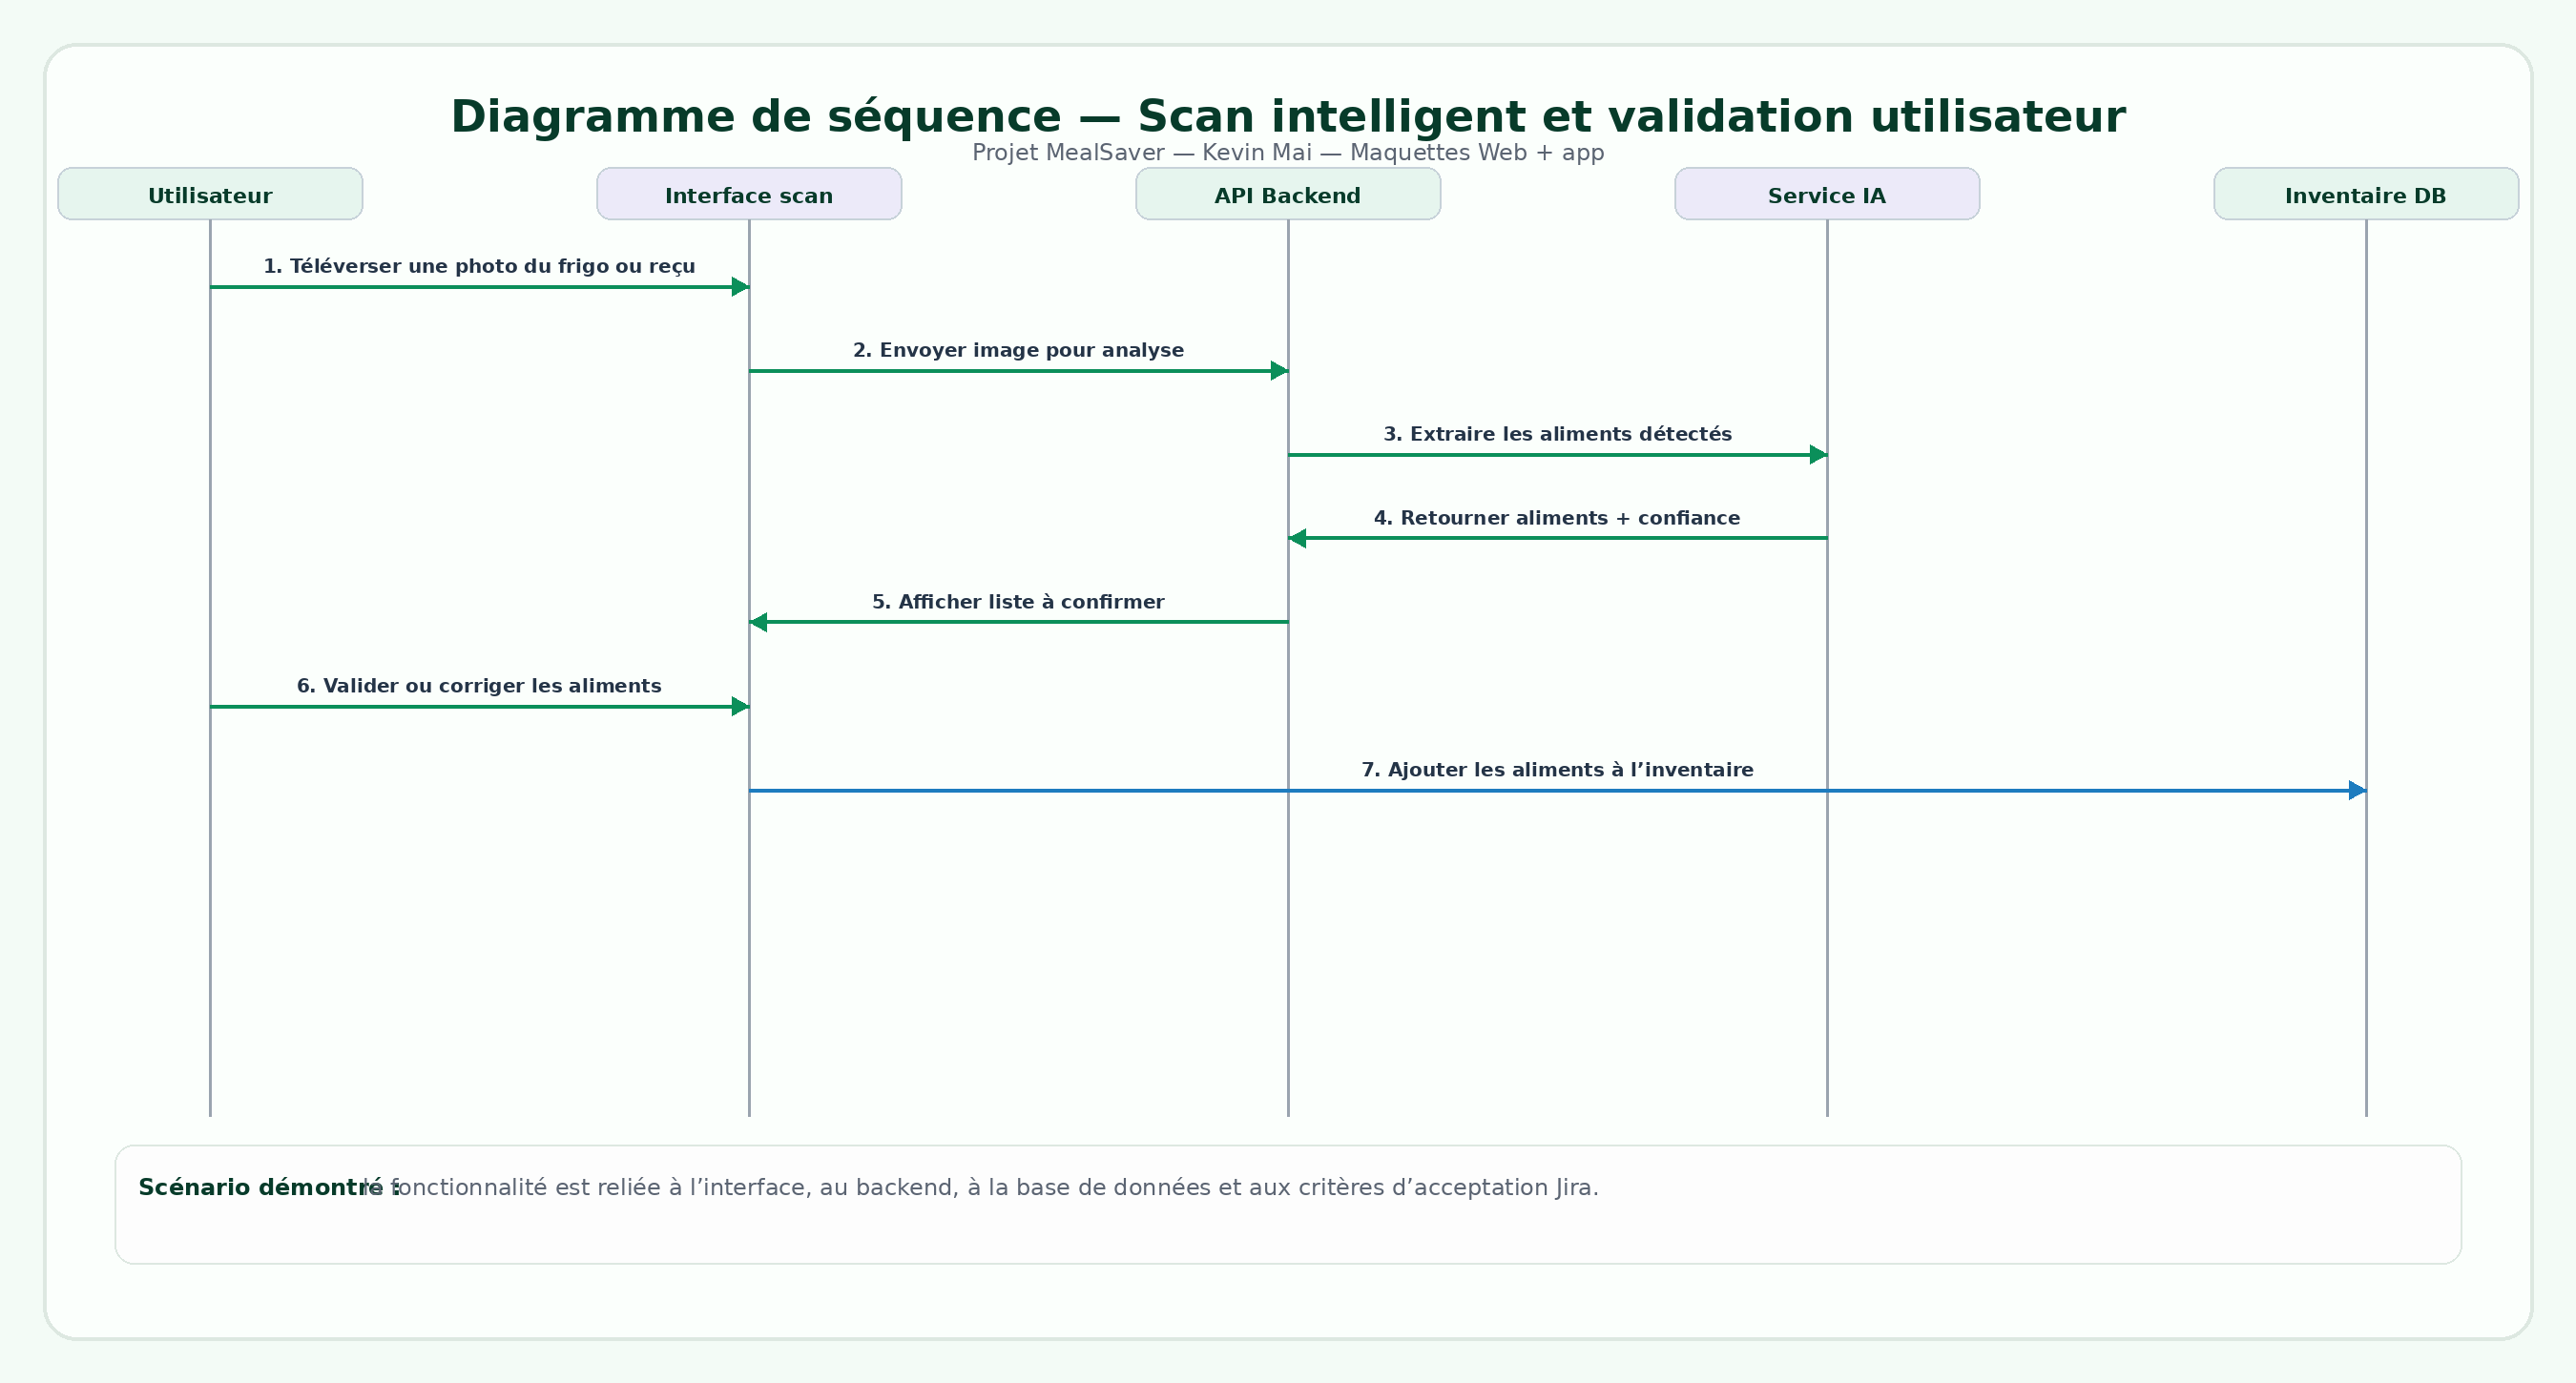 Diagramme de séquence — Scan intelligent et validation utilisateur
Projet MealSaver — Kevin Mai — Maquettes Web + app
Utilisateur
Interface scan
API Backend
Service IA
Inventaire DB
1. Téléverser une photo du frigo ou reçu
2. Envoyer image pour analyse
3. Extraire les aliments détectés
4. Retourner aliments + confiance
5. Afficher liste à confirmer
6. Valider ou corriger les aliments
7. Ajouter les aliments à l’inventaire
Scénario démontré : la fonctionnalité est reliée à l’interface, au backend, à la base de données et aux critères d’acceptation Jira.